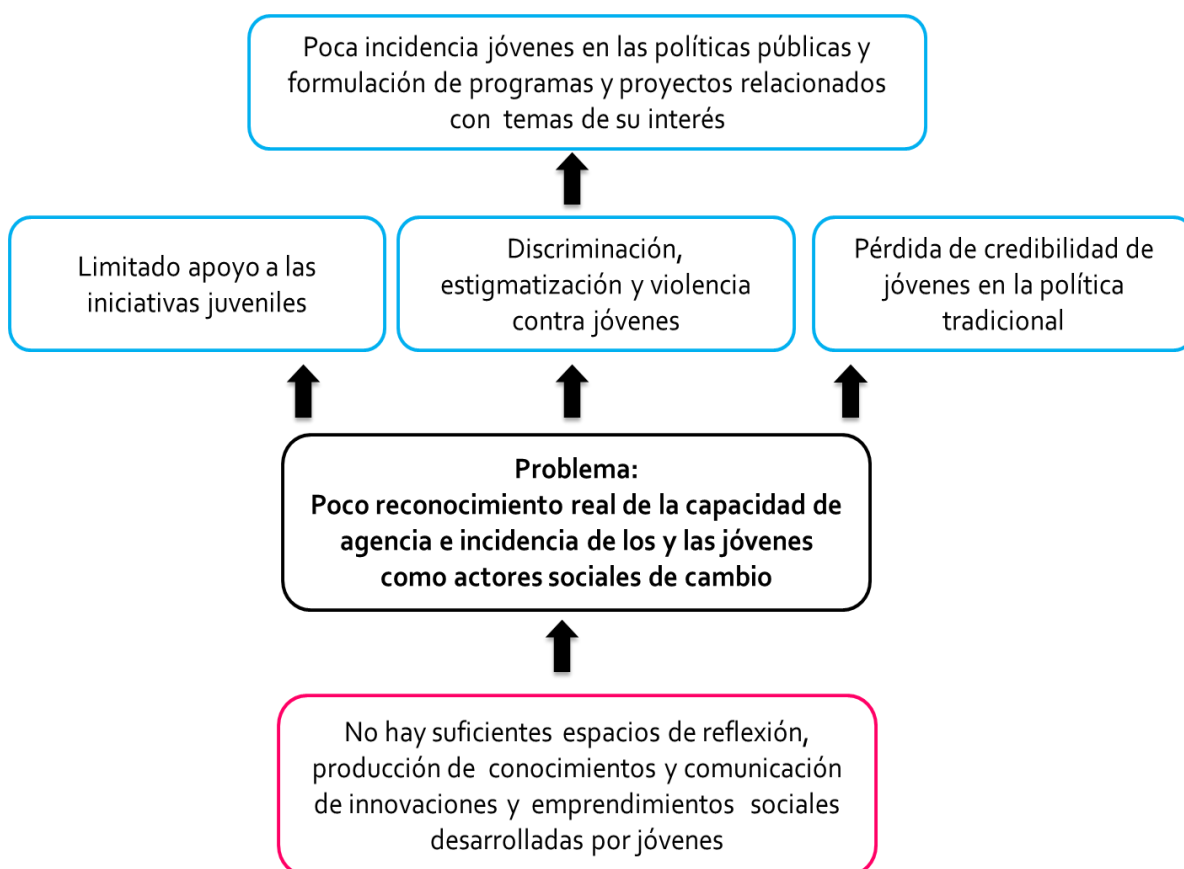 Poca incidencia jóvenes en las políticas públicas y
formulación de programas y proyectos relacionados
con temas de su interés
Limitado apoyo a las
iniciativas juveniles
Discriminación,
estigmatización y violencia
contra jóvenes
Pérdida de credibilidad de
jóvenes en la política
tradicional
Problema:
Poco reconocimiento real de la capacidad de
agencia e incidencia de los y las jóvenes
como actores sociales de cambio
No hay suficientes espacios de reflexión,
producción de conocimientos y comunicación
de innovaciones y emprendimientos sociales
desarrolladas por jóvenes